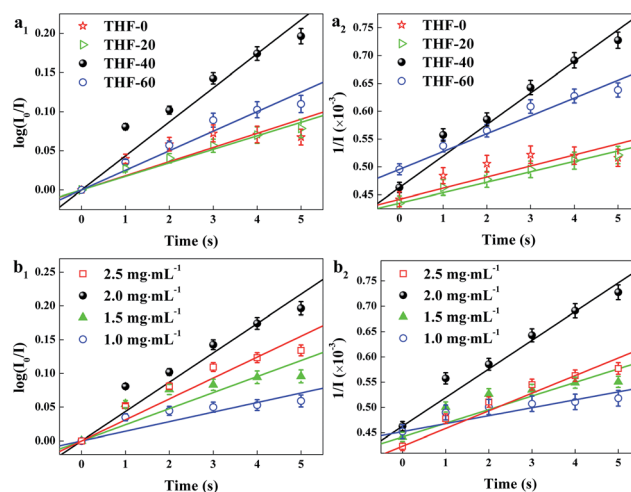 a1
THF-0
THF-20
THF-40
THF-60
log(I0/I)
0.20
0.15
0.10
0.05
0.00
0 1 2 3 4 5
Time (s)
a2
THF-0
THF-20
THF-40
THF-60
1/I (×10-3)
0.75
0.70
0.65
0.60
0.55
0.50
0.45
0 1 2 3 4 5
Time (s)
b1
2.5 mg·mL-1
2.0 mg·mL-1
1.5 mg·mL-1
1.0 mg·mL-1
log(I0/I)
0.25
0.20
0.15
0.10
0.05
0.00
0 1 2 3 4 5
Time (s)
b2
2.5 mg·mL-1
2.0 mg·mL-1
1.5 mg·mL-1
1.0 mg·mL-1
1/I (×10-3)
0.75
0.70
0.65
0.60
0.55
0.50
0.45
0 1 2 3 4 5
Time (s)